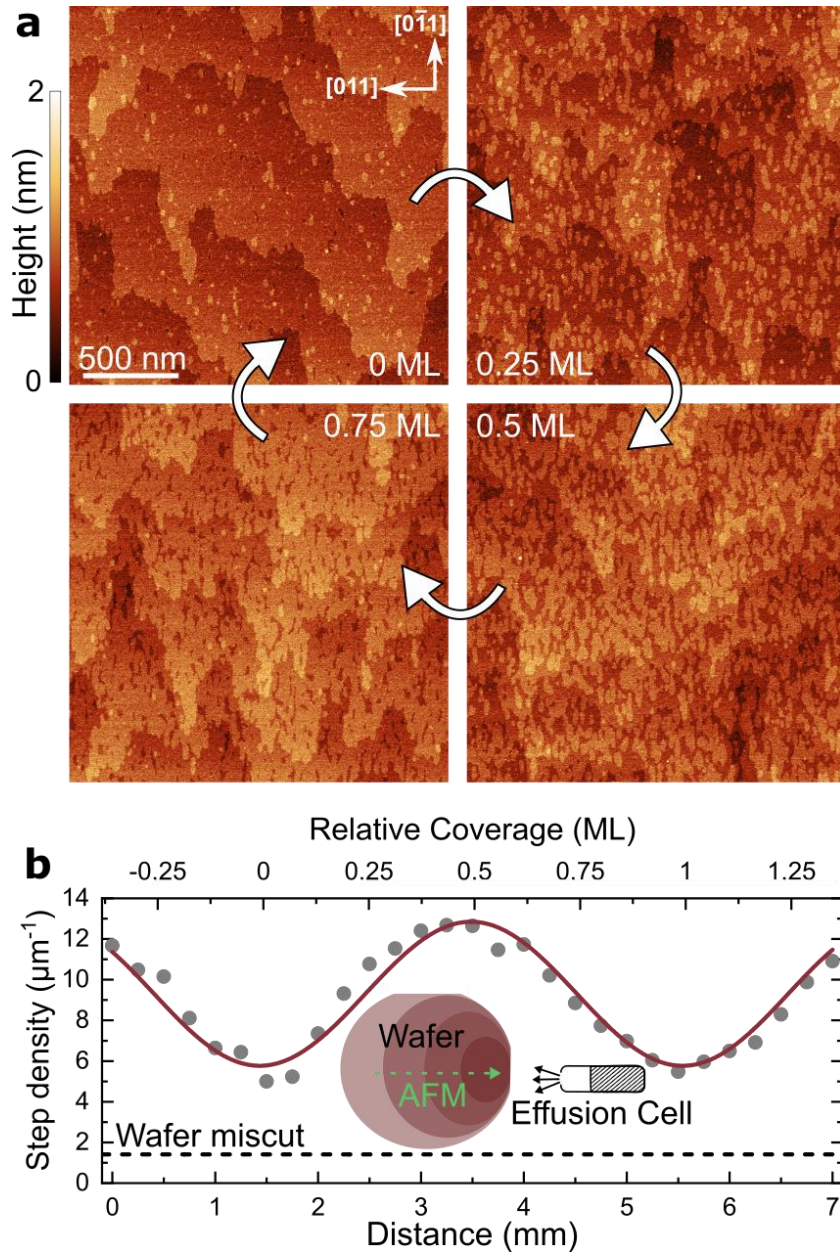 a
[01̄1]
[011]
2
Height (nm)
0
500 nm
0 ML
0.25 ML
0.75 ML
0.5 ML
b
Relative Coverage (ML)
-0.25 0 0.25 0.5 0.75 1 1.25
Step density (µm⁻¹)
14
12
10
8
6
4
2
0
Wafer
AFM
Effusion Cell
Wafer miscut
0 1 2 3 4 5 6 7
Distance (mm)